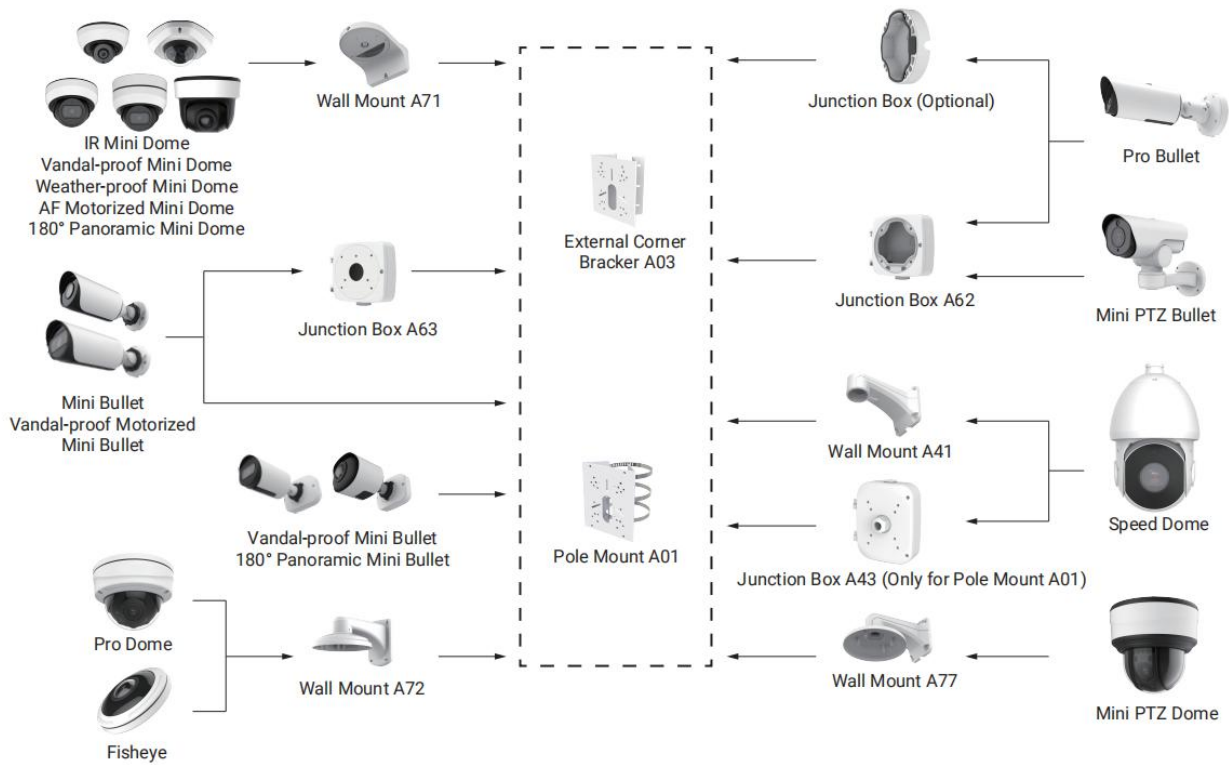 Wall Mount A71
IR Mini Dome
Vandal-proof Mini Dome
Weather-proof Mini Dome
AF Motorized Mini Dome
180° Panoramic Mini Dome
Junction Box A63
Mini Bullet
Vandal-proof Motorized
Mini Bullet
Vandal-proof Mini Bullet
180° Panoramic Mini Bullet
Pro Dome
Wall Mount A72
Fisheye
External Corner
Bracker A03
Pole Mount A01
Junction Box (Optional)
Pro Bullet
Junction Box A62
Mini PTZ Bullet
Wall Mount A41
Speed Dome
Junction Box A43 (Only for Pole Mount A01)
Wall Mount A77
Mini PTZ Dome